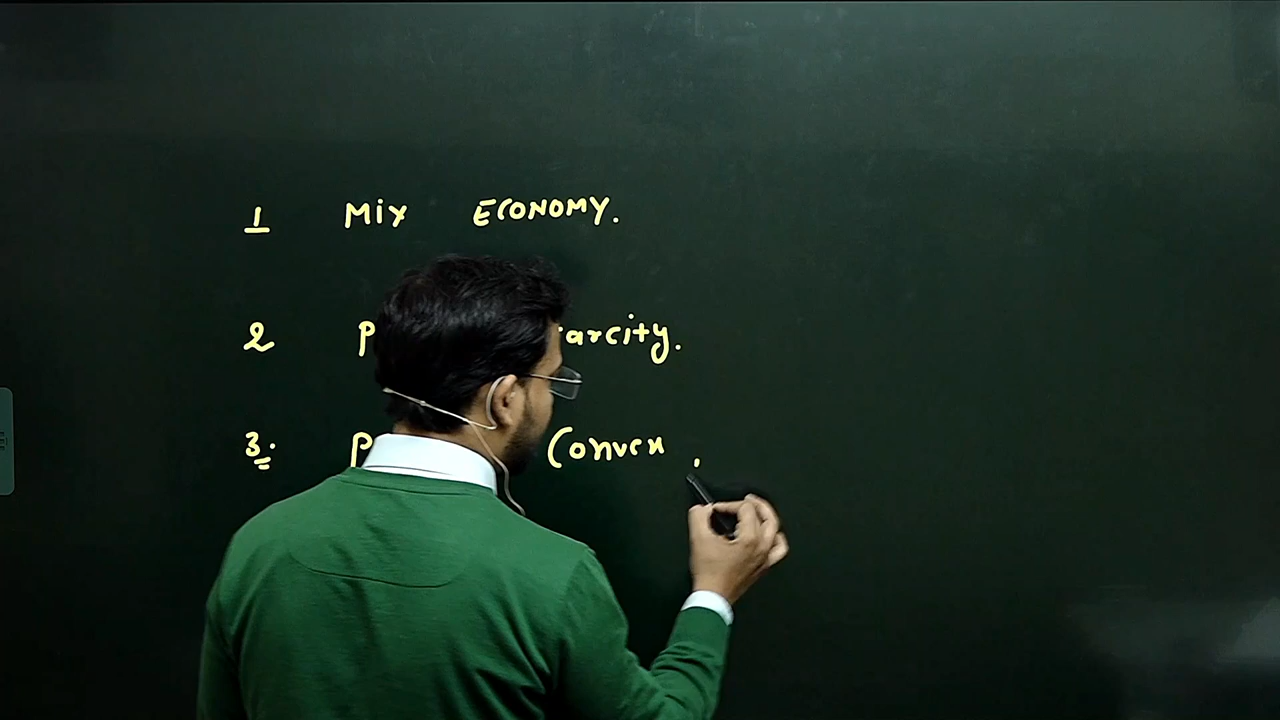 1 Mix ECONOMY.
2 P arcity.
3. P Convex .